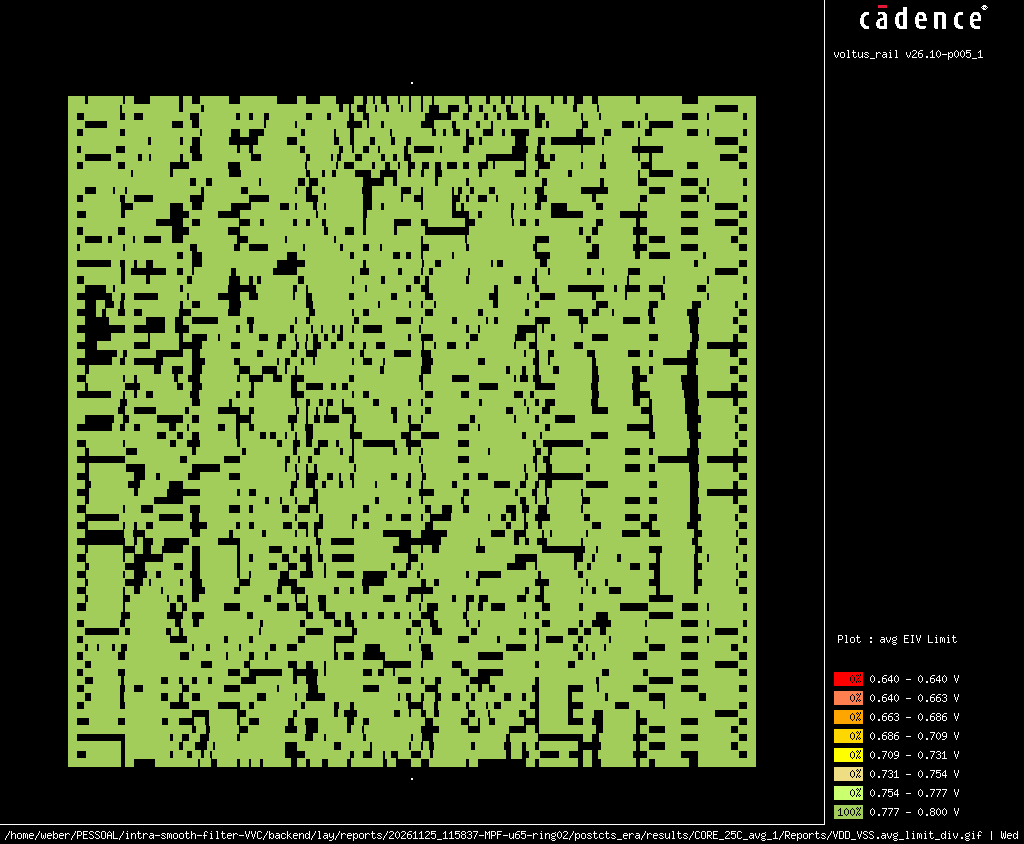 cādence®
voltus_rail v26.10-p005_1
Plot : avg EIV Limit
0% 0.640 - 0.640 V
0% 0.640 - 0.663 V
0% 0.663 - 0.686 V
0% 0.686 - 0.709 V
0% 0.709 - 0.731 V
0% 0.731 - 0.754 V
0% 0.754 - 0.777 V
100% 0.777 - 0.800 V
/home/weber/PESSOAL/intra-smooth-filter-VVC/backend/lay/reports/20261125_115837-MPF-u65-ring02/postcts_era/results/CORE_25C_avg_1/Reports/VDD_VSS.avg_limit_div.gif | Wed